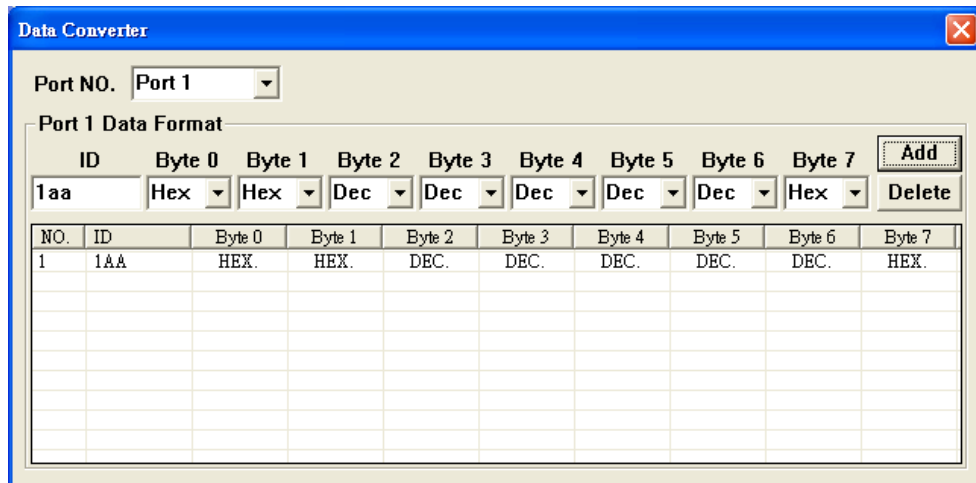 Data Converter
Port NO. Port 1
Port 1 Data Format
ID Byte 0 Byte 1 Byte 2 Byte 3 Byte 4 Byte 5 Byte 6 Byte 7 Add
1aa Hex Hex Dec Dec Dec Dec Dec Hex Delete
NO. ID Byte 0 Byte 1 Byte 2 Byte 3 Byte 4 Byte 5 Byte 6 Byte 7
1 1AA HEX. HEX. DEC. DEC. DEC. DEC. DEC. HEX.